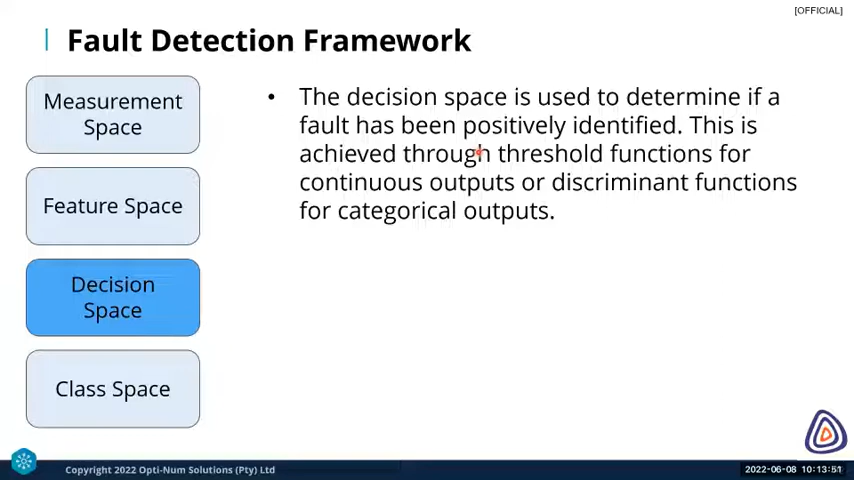 [OFFICIAL]
Fault Detection Framework
Measurement
Space
Feature Space
Decision
Space
Class Space
• The decision space is used to determine if a
fault has been positively identified. This is
achieved through threshold functions for
continuous outputs or discriminant functions
for categorical outputs.
Copyright 2022 Opti-Num Solutions (Pty) Ltd
2022-06-08 10:13:51